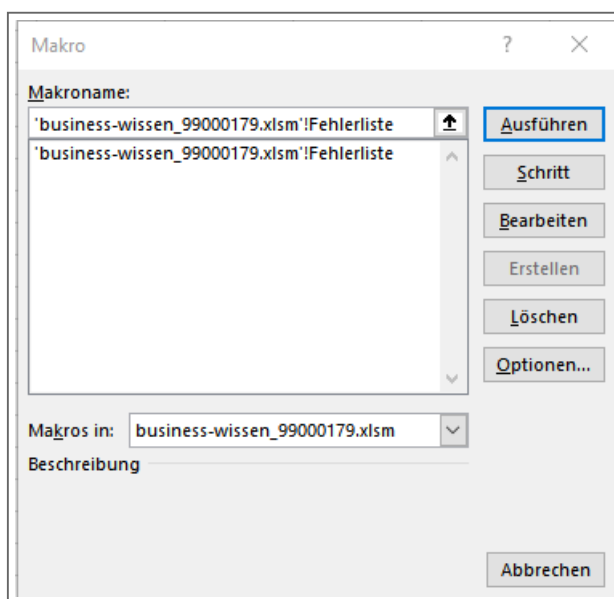 Makro
?
Makroname:
'business-wissen_99000179.xlsm'!Fehlerliste
'business-wissen_99000179.xlsm'!Fehlerliste
Ausführen
Schritt
Bearbeiten
Erstellen
Löschen
Optionen...
Makros in: business-wissen_99000179.xlsm
Beschreibung
Abbrechen